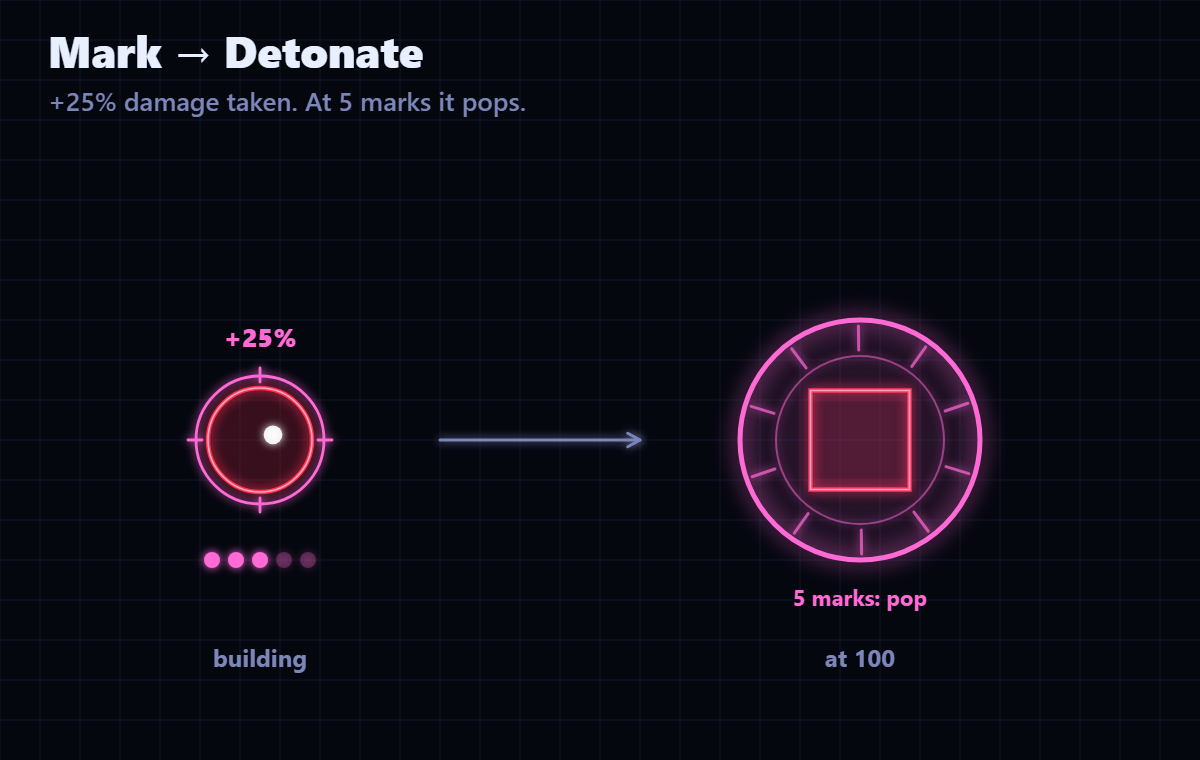 Mark → Detonate
+25% damage taken. At 5 marks it pops.
+25%
5 marks: pop
building
at 100